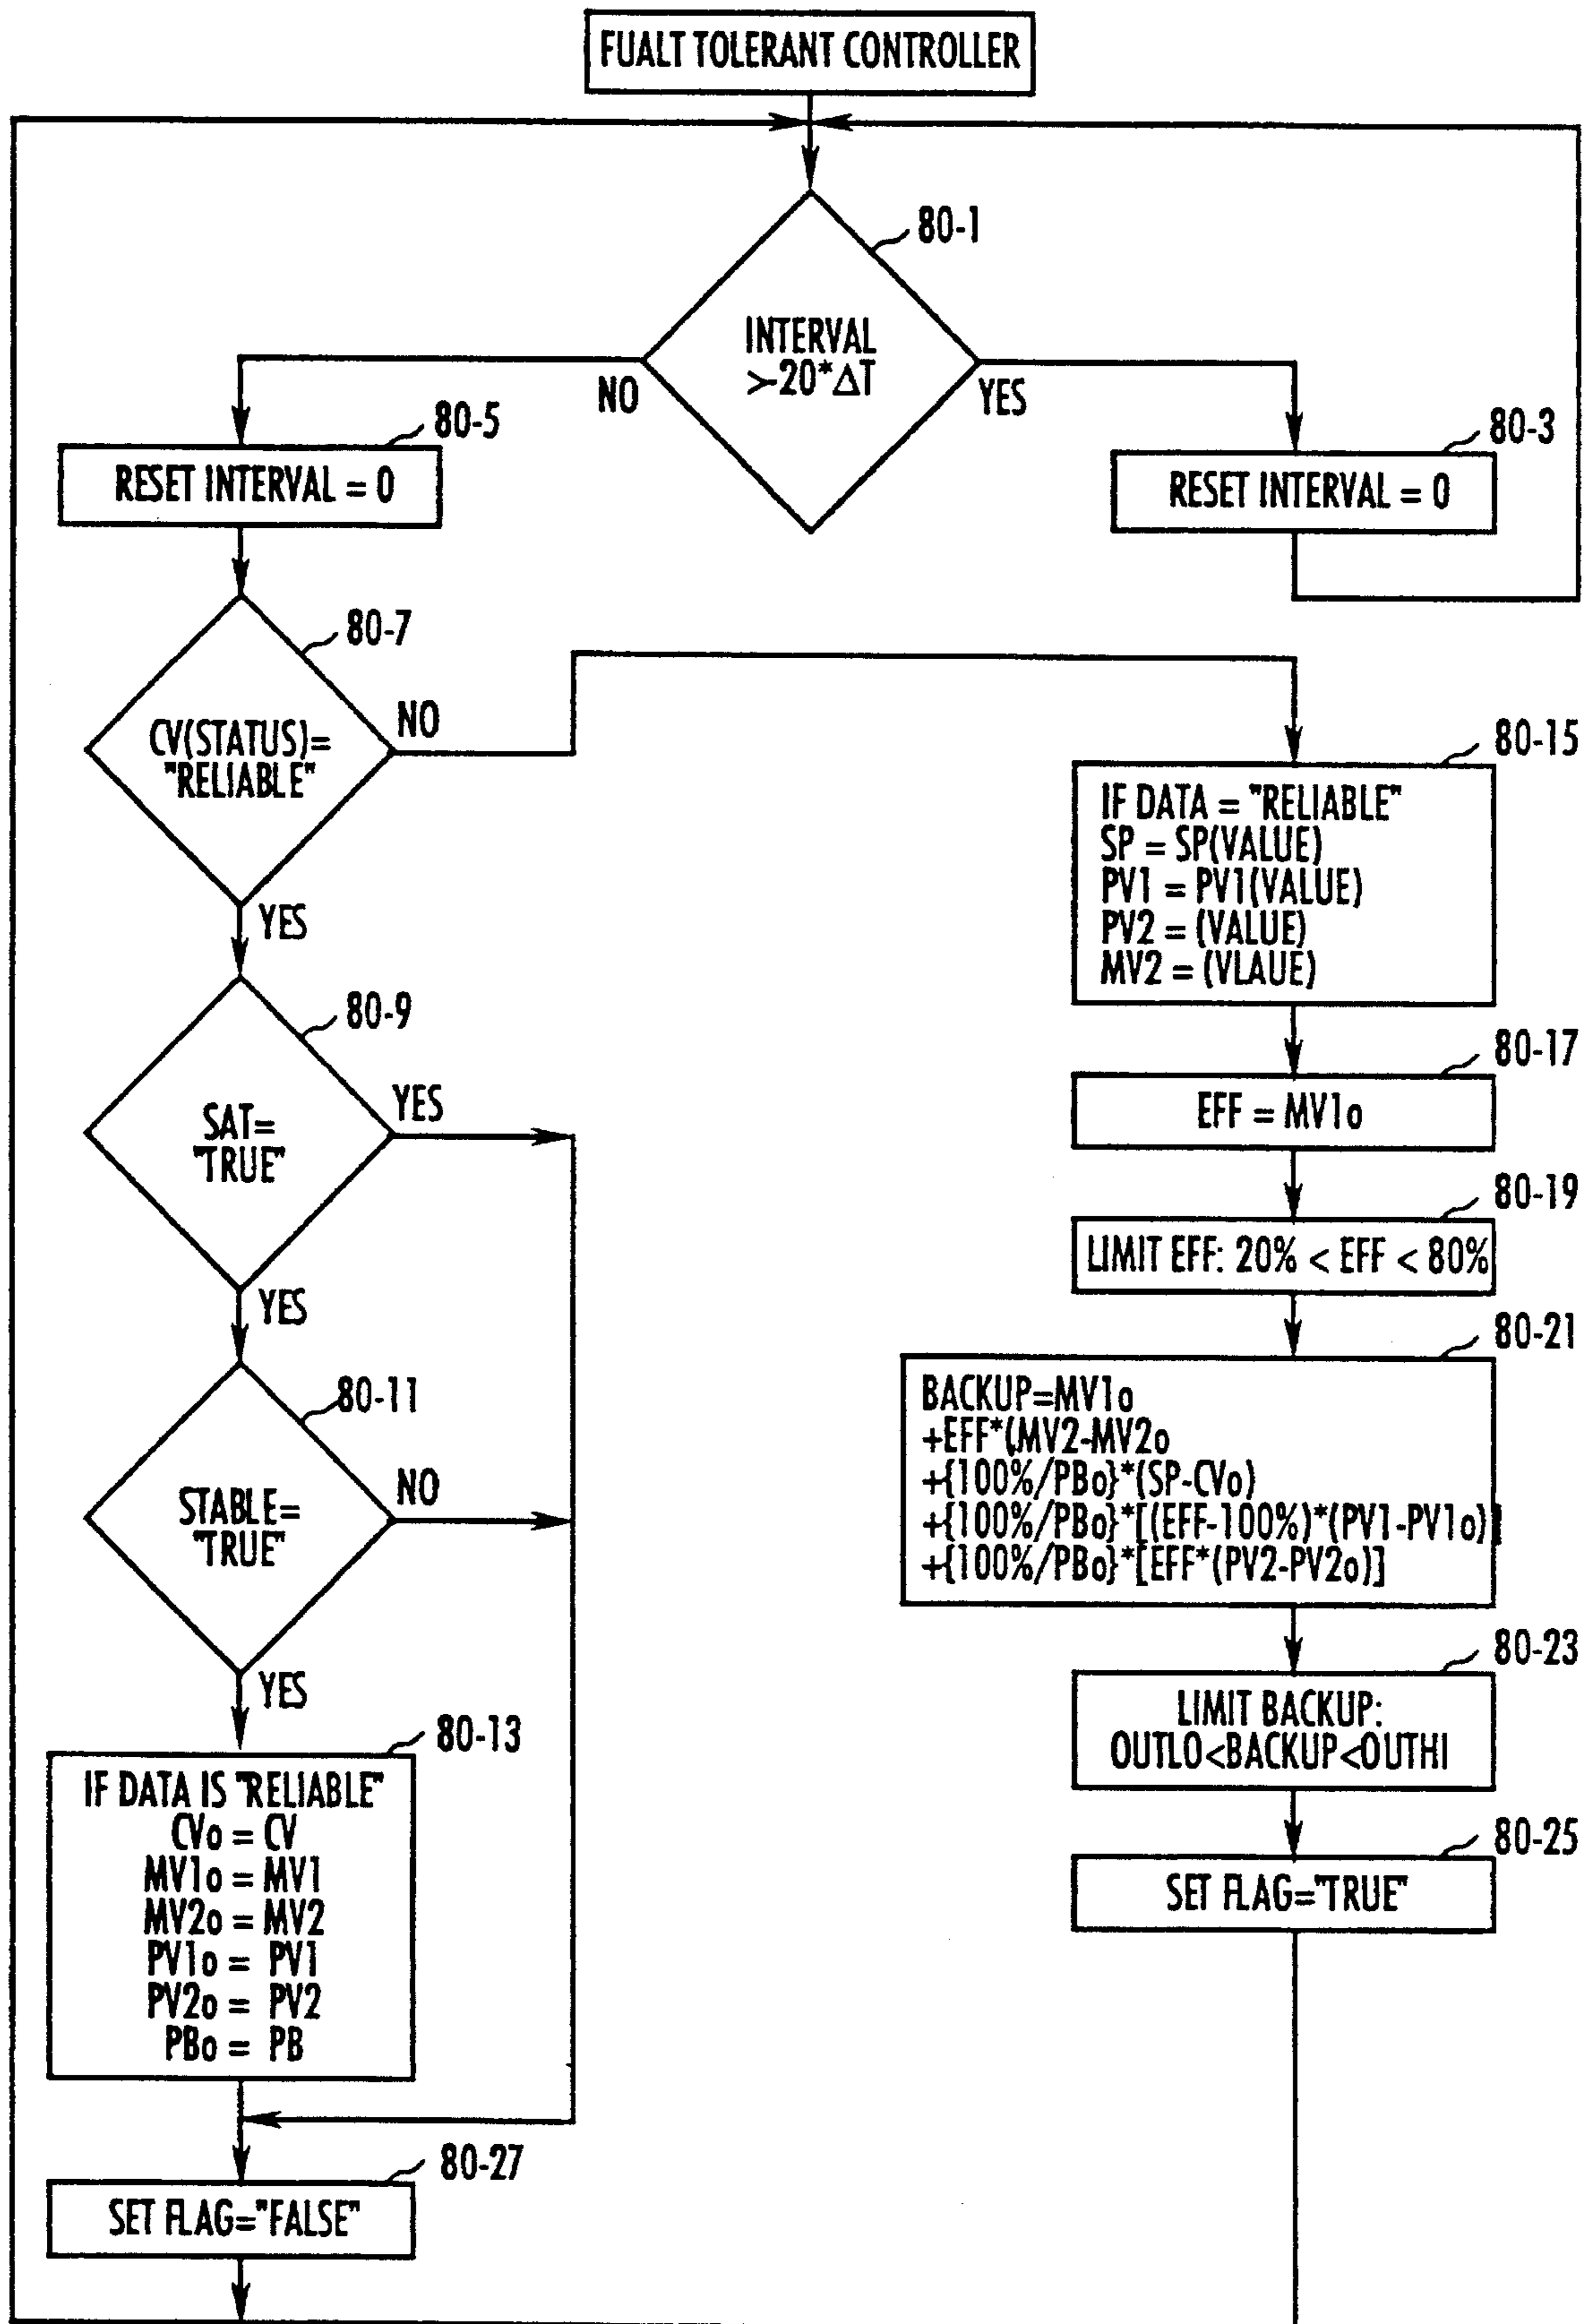 FUALT TOLERANT CONTROLLER
80-1
INTERVAL
>-20*ΔT
NO
YES
80-5
RESET INTERVAL = 0
80-3
RESET INTERVAL = 0
80-7
CV(STATUS)=
"RELIABLE"
NO
YES
80-15
IF DATA = "RELIABLE"
SP = SP(VALUE)
PV1 = PV1(VALUE)
PV2 = (VALUE)
MV2 = (VLAUE)
80-9
SAT=
"TRUE"
YES
YES
80-17
EFF = MV1o
80-19
LIMIT EFF: 20% < EFF < 80%
80-11
STABLE=
"TRUE"
NO
YES
80-21
BACKUP=MV1o
+EFF*(MV2-MV2o
+{100%/PBo}*(SP-CVo)
+{100%/PBo}*[(EFF-100%)*(PV1-PV1o)]
+{100%/PBo}*[EFF*(PV2-PV2o)]
80-23
LIMIT BACKUP:
OUTLO<BACKUP<OUTHI
80-13
IF DATA IS "RELIABLE"
CVo = CV
MV1o = MV1
MV2o = MV2
PV1o = PV1
PV2o = PV2
PBo = PB
80-25
SET FLAG="TRUE"
80-27
SET FLAG="FALSE"